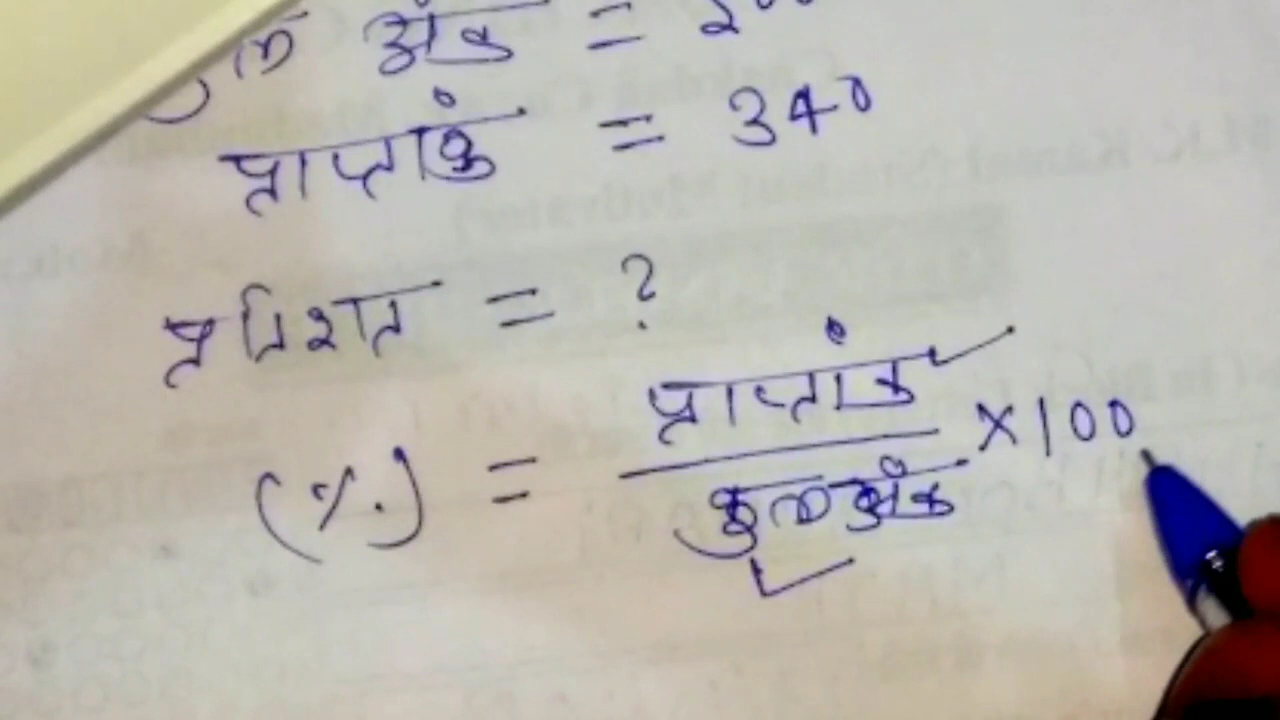 कुल अंक =
प्राप्तांक = 340
प्रतिशत = ?
(%) = प्राप्तांक / कुल अंक × 100